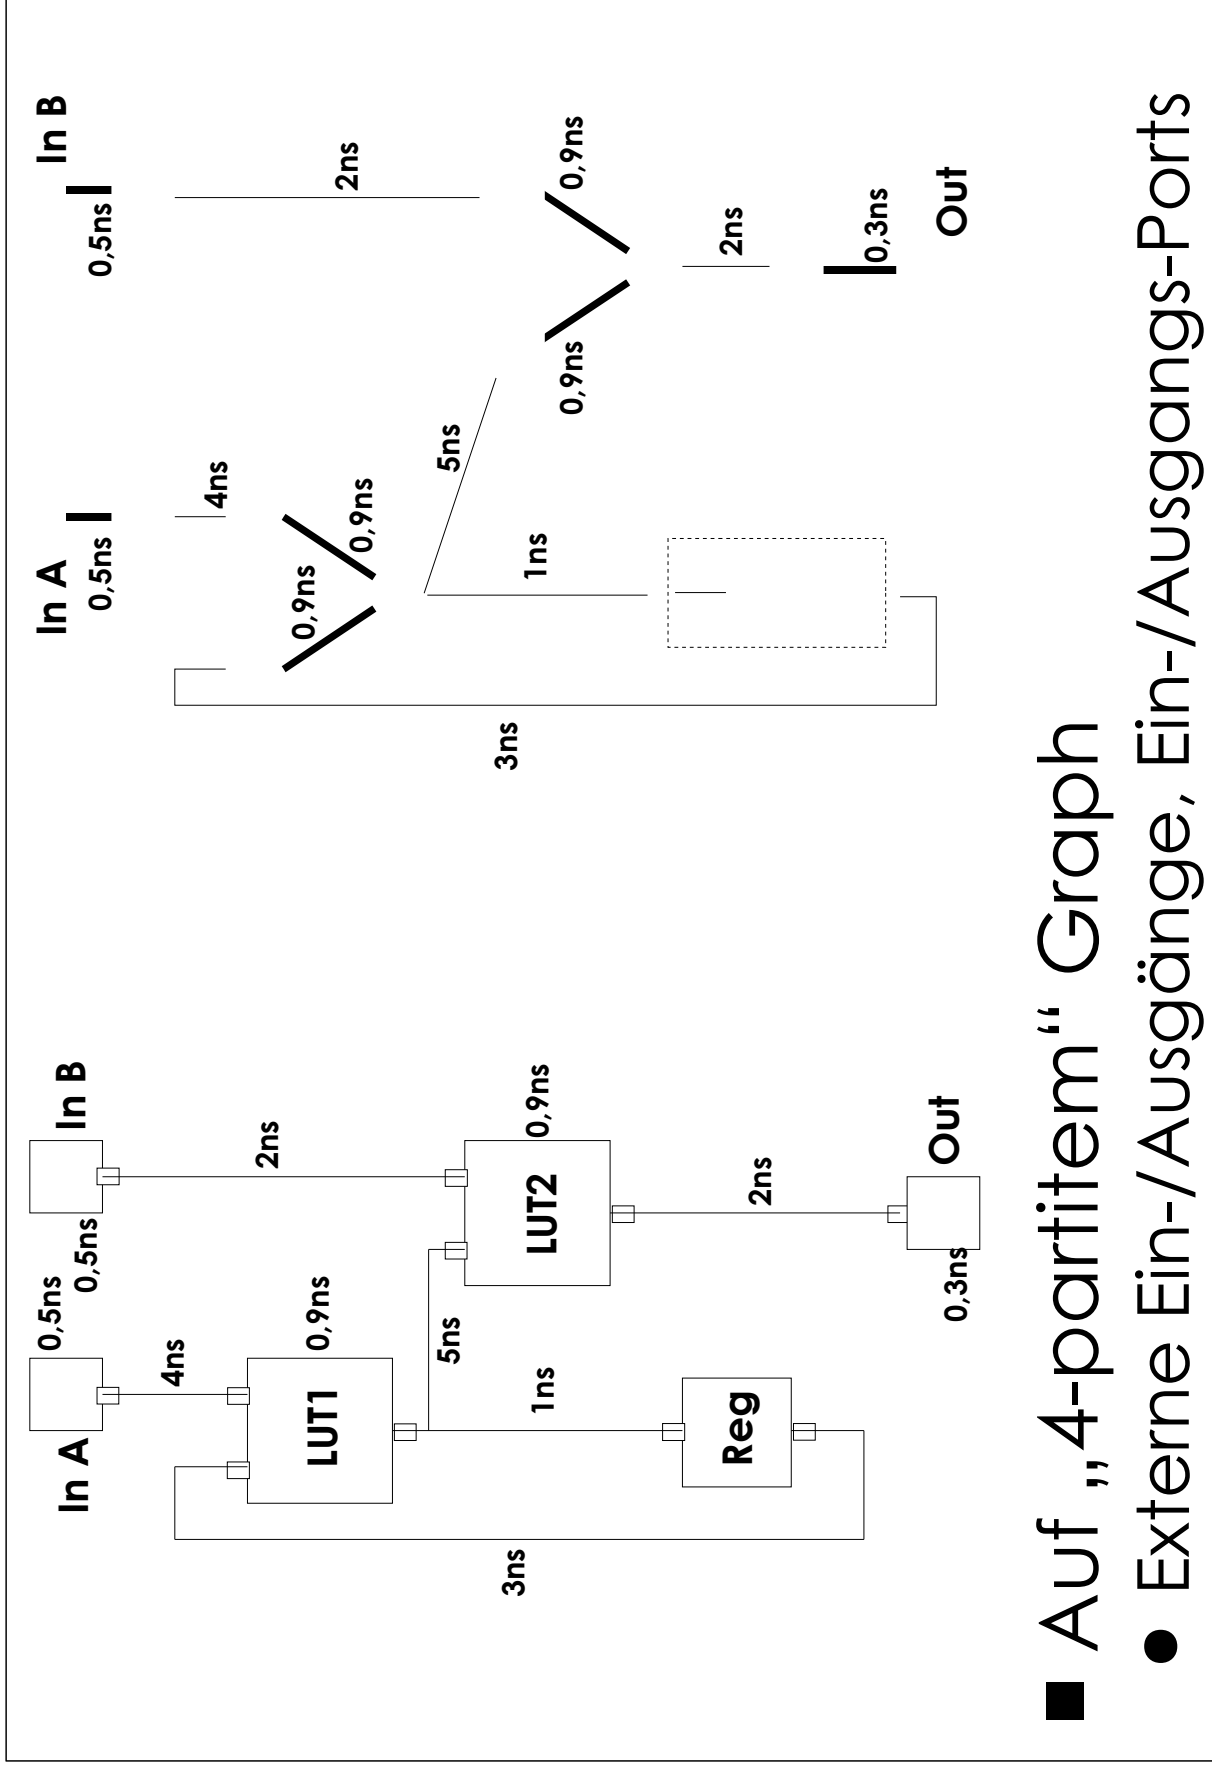 In A
0,5ns
0,5ns
In B
4ns
2ns
LUT1
0,9ns
5ns
3ns
1ns
LUT2
0,9ns
Reg
2ns
0,3ns
Out
In A
In B
0,5ns
0,5ns
4ns
2ns
0,9ns
0,9ns
5ns
3ns
1ns
0,9ns
0,9ns
2ns
0,3ns
Out
Auf „4-partitem“ Graph
Externe Ein-/Ausgänge, Ein-/Ausgangs-Ports